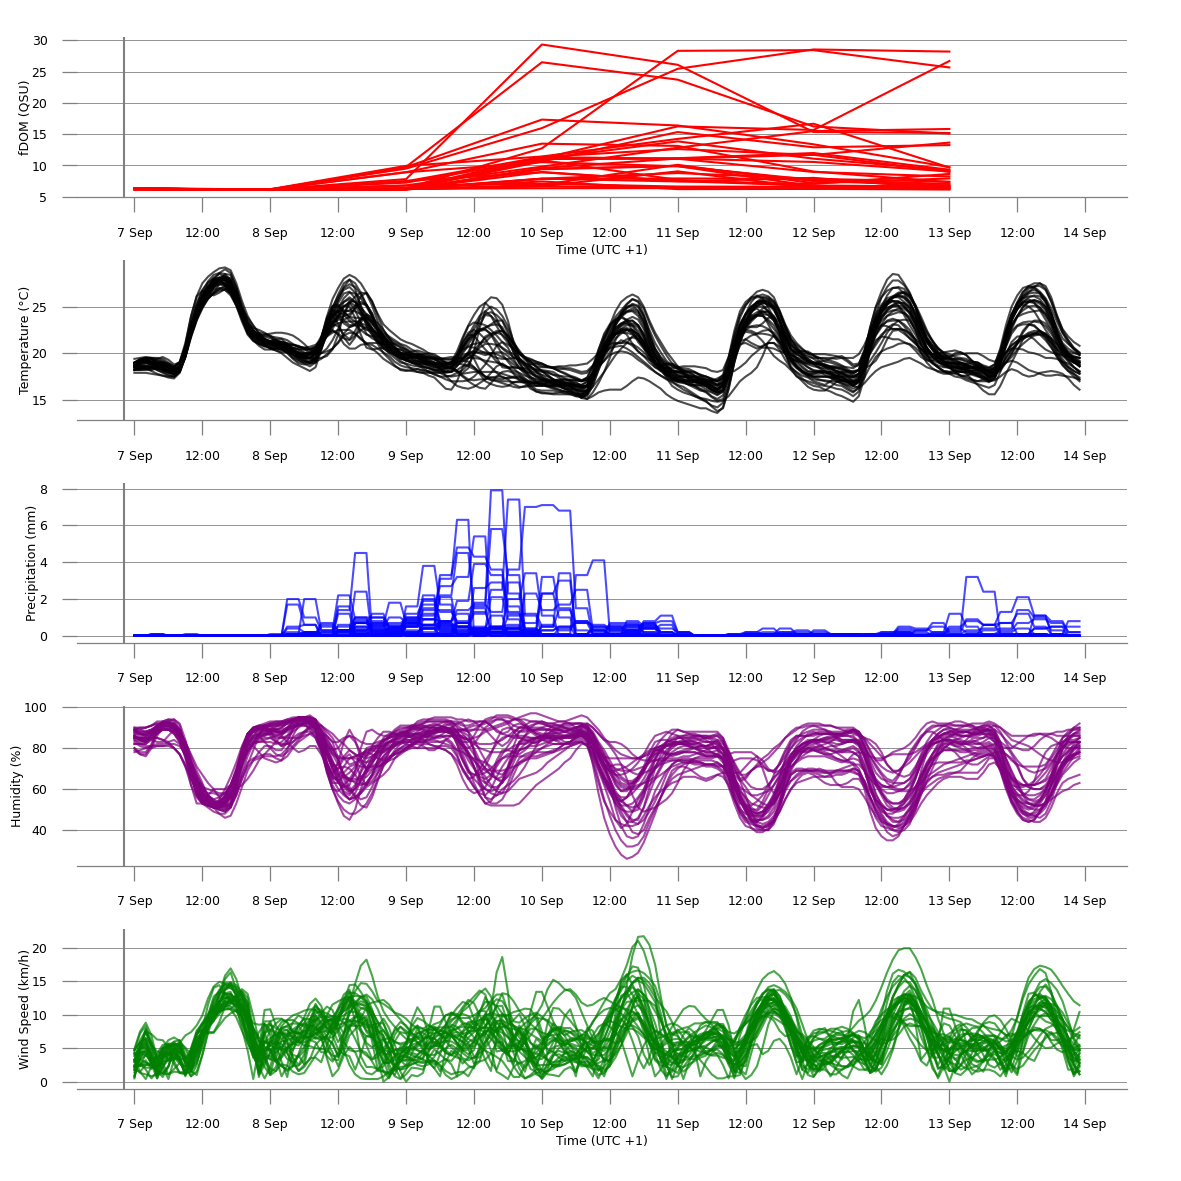 30
25
20
15
10
5
fDOM (QSU)
7 Sep 12:00 8 Sep 12:00 9 Sep 12:00 10 Sep 12:00 11 Sep 12:00 12 Sep 12:00 13 Sep 12:00 14 Sep
Time (UTC +1)
25
20
15
Temperature (°C)
7 Sep 12:00 8 Sep 12:00 9 Sep 12:00 10 Sep 12:00 11 Sep 12:00 12 Sep 12:00 13 Sep 12:00 14 Sep
8
6
4
2
0
Precipitation (mm)
7 Sep 12:00 8 Sep 12:00 9 Sep 12:00 10 Sep 12:00 11 Sep 12:00 12 Sep 12:00 13 Sep 12:00 14 Sep
100
80
60
40
Humidity (%)
7 Sep 12:00 8 Sep 12:00 9 Sep 12:00 10 Sep 12:00 11 Sep 12:00 12 Sep 12:00 13 Sep 12:00 14 Sep
20
15
10
5
0
Wind Speed (km/h)
7 Sep 12:00 8 Sep 12:00 9 Sep 12:00 10 Sep 12:00 11 Sep 12:00 12 Sep 12:00 13 Sep 12:00 14 Sep
Time (UTC +1)